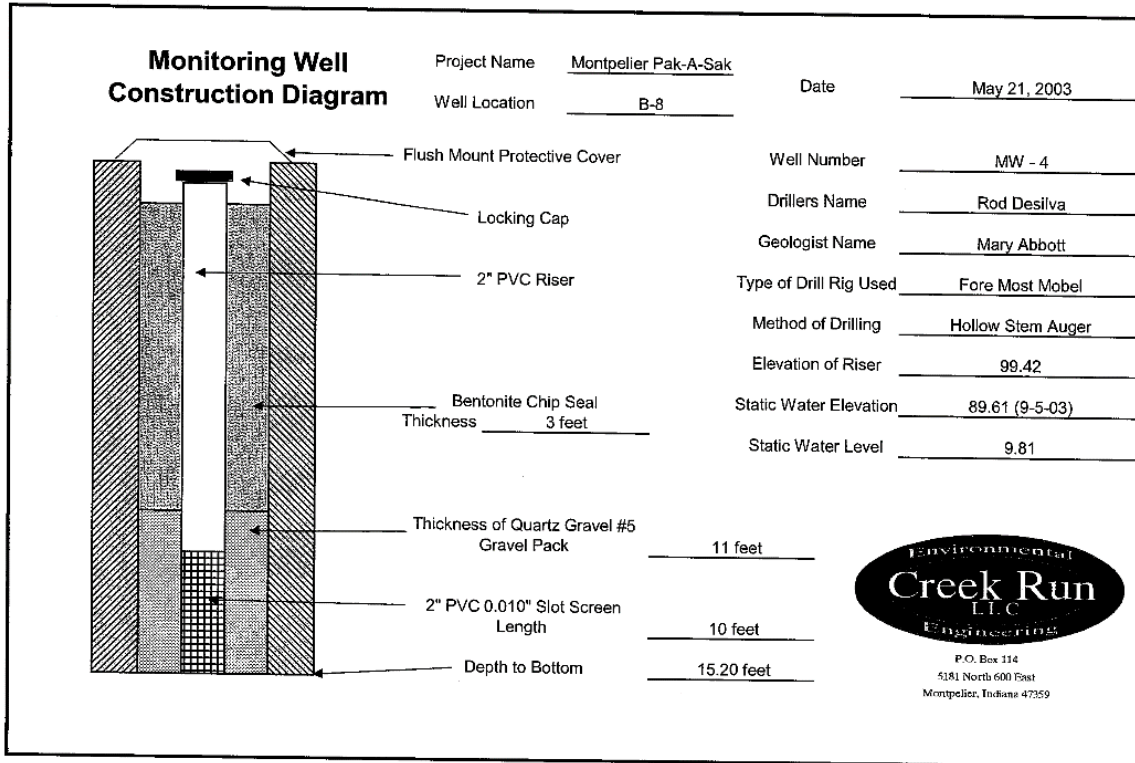 Monitoring Well
Construction Diagram
Project Name Montpelier Pak-A-Sak
Well Location B-8
Date May 21, 2003
Flush Mount Protective Cover
Locking Cap
2" PVC Riser
Bentonite Chip Seal
Thickness 3 feet
Thickness of Quartz Gravel #5
Gravel Pack 11 feet
2" PVC 0.010" Slot Screen
Length 10 feet
Depth to Bottom 15.20 feet
Well Number MW - 4
Drillers Name Rod Desilva
Geologist Name Mary Abbott
Type of Drill Rig Used Fore Most Mobel
Method of Drilling Hollow Stem Auger
Elevation of Riser 99.42
Static Water Elevation 89.61 (9-5-03)
Static Water Level 9.81
Environmental
Creek Run
LLC
Engineering
P.O. Box 114
5181 North 600 East
Montpelier, Indiana 47359